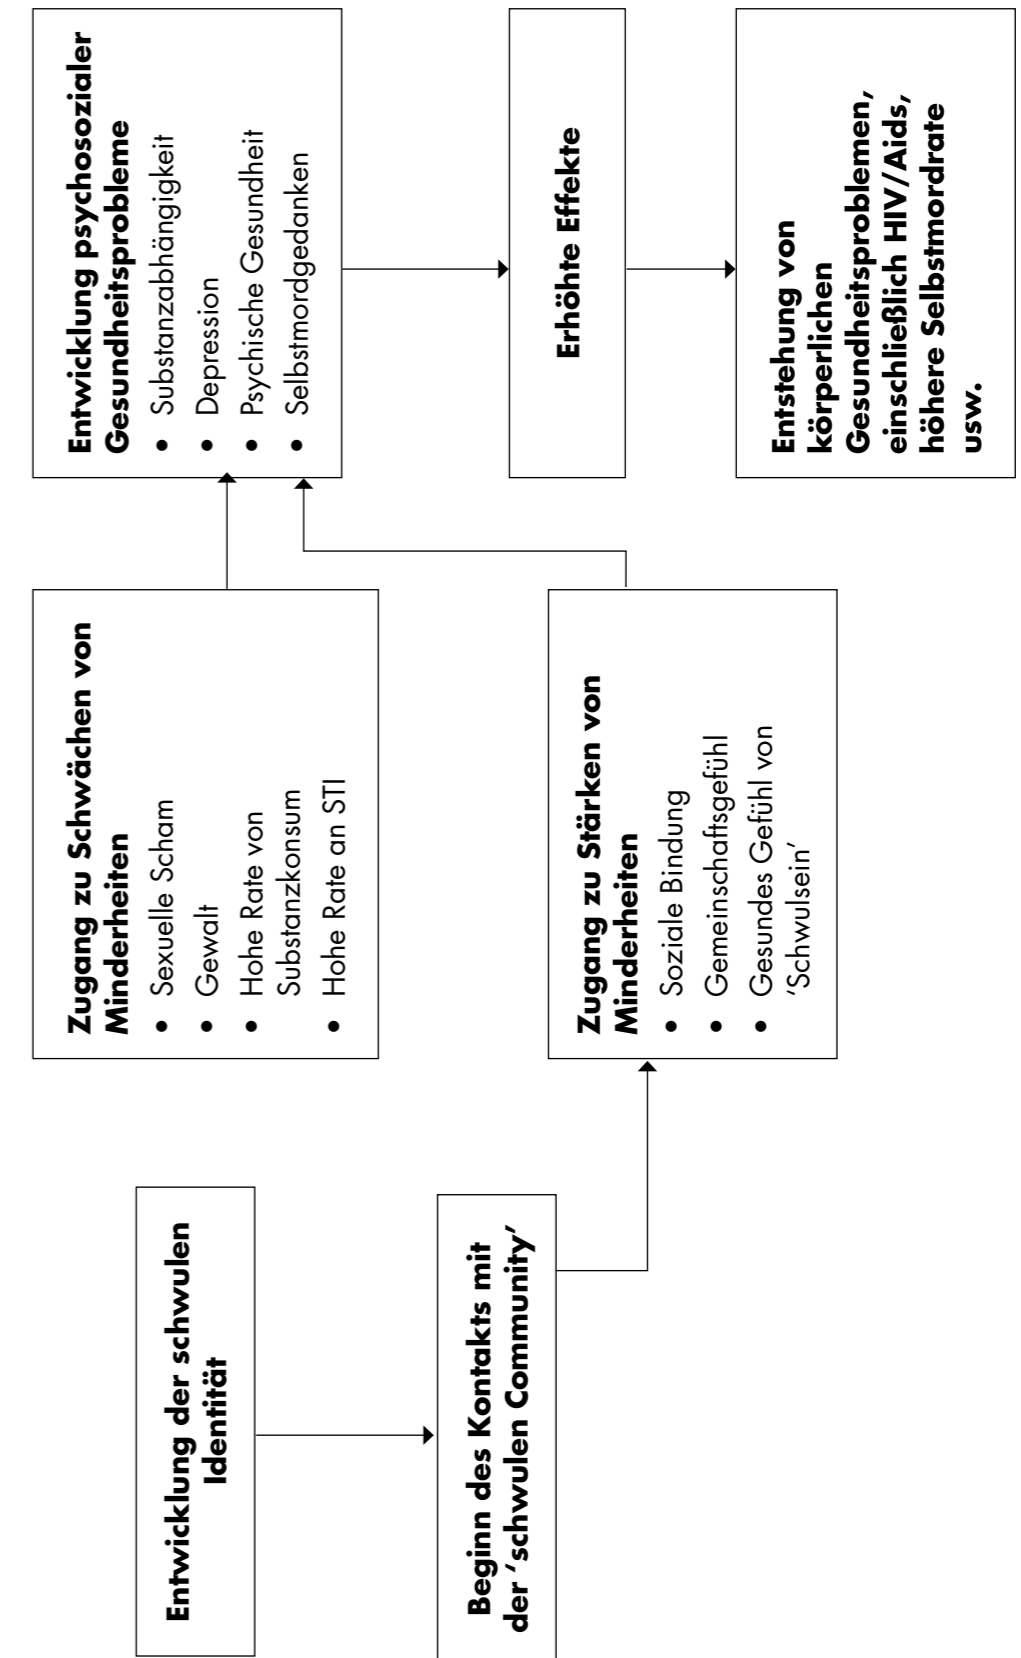 Entwicklung der schwulen
Identität
Beginn des Kontakts mit
der ‘schwulen Community’
Zugang zu Schwächen von
Minderheiten
• Sexuelle Scham
• Gewalt
• Hohe Rate von
Substanzkonsum
• Hohe Rate an STI
Zugang zu Stärken von
Minderheiten
• Soziale Bindung
• Gemeinschaftsgefühl
• Gesundes Gefühl von
‘Schwulsein’
Entwicklung psychosozialer
Gesundheitsprobleme
• Substanzabhängigkeit
• Depression
• Psychische Gesundheit
• Selbstmordgedanken
Erhöhte Effekte
Entstehung von
körperlichen
Gesundheitsproblemen,
einschließlich HIV/Aids,
höhere Selbstmordrate
usw.